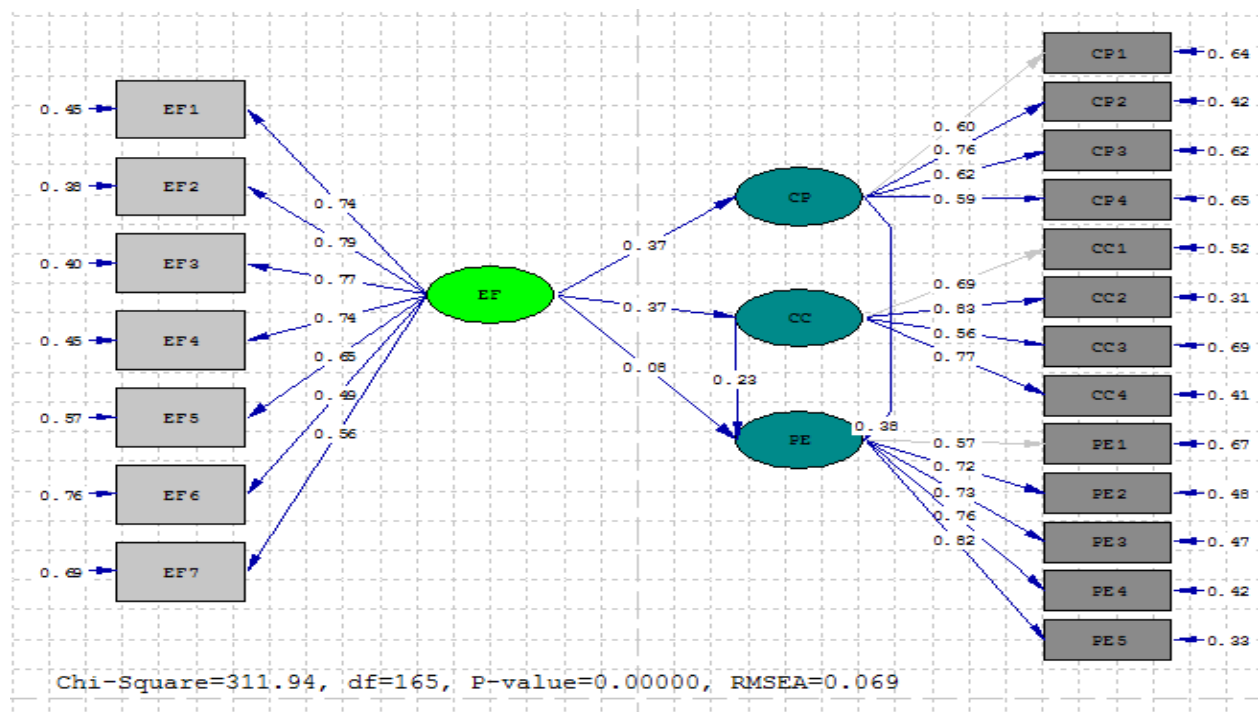 0.45 EF1
0.38 EF2
0.40 EF3
0.45 EF4
0.57 EF5
0.76 EF6
0.69 EF7
0.74
0.79
0.77
0.74
0.65
0.49
0.56
EF
0.37
0.37
0.08
0.23
CP
CC
PE
0.38
0.60
0.76
0.62
0.59
0.69
0.83
0.56
0.77
0.57
0.72
0.73
0.76
0.82
CP1 0.64
CP2 0.42
CP3 0.62
CP4 0.65
CC1 0.52
CC2 0.31
CC3 0.69
CC4 0.41
PE1 0.67
PE2 0.48
PE3 0.47
PE4 0.42
PE5 0.33
Chi-Square=311.94, df=165, P-value=0.00000, RMSEA=0.069